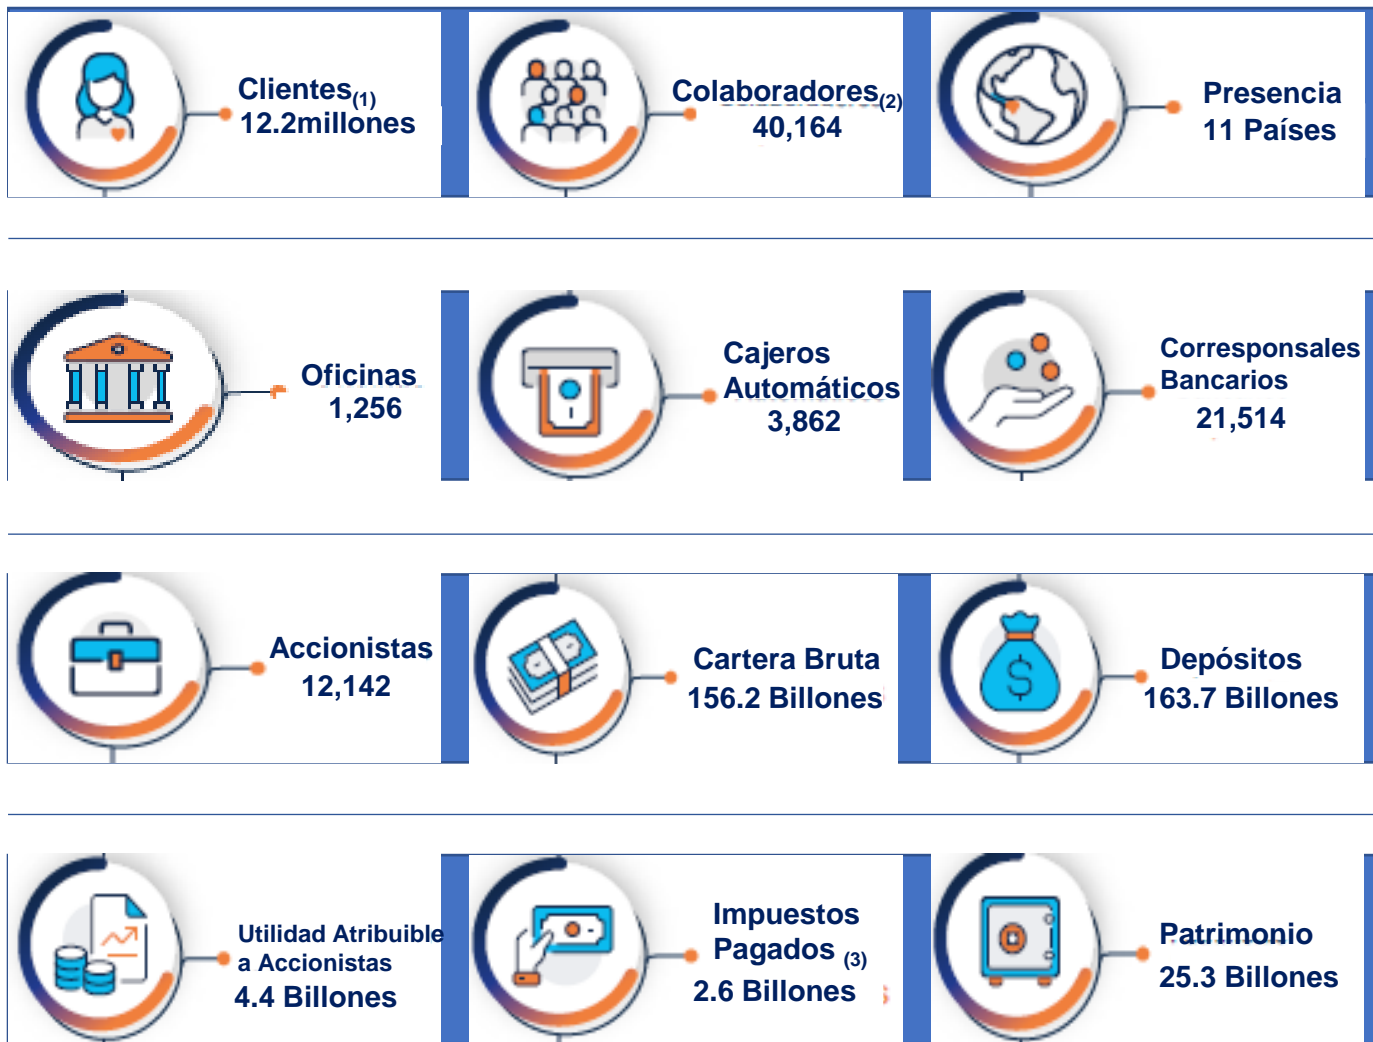 Clientes(1)
12.2millones
Colaboradores(2)
40,164
Presencia
11 Países
Oficinas
1,256
Cajeros
Automáticos
3,862
Corresponsales
Bancarios
21,514
Accionistas
12,142
Cartera Bruta
156.2 Billones
Depósitos
163.7 Billones
Utilidad Atribuible
a Accionistas
4.4 Billones
Impuestos
Pagados (3)
2.6 Billones
Patrimonio
25.3 Billones